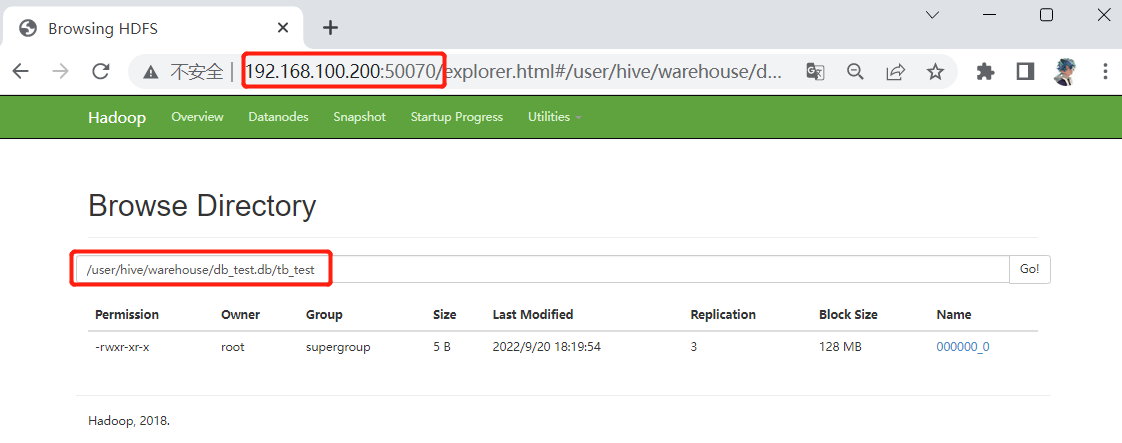 Browsing HDFS
不安全 | 192.168.100.200:50070/explorer.html#/user/hive/warehouse/d...
Hadoop Overview Datanodes Snapshot Startup Progress Utilities
Browse Directory
/user/hive/warehouse/db_test.db/tb_test Go!
Permission Owner Group Size Last Modified Replication Block Size Name
-rwxr-xr-x root supergroup 5 B 2022/9/20 18:19:54 3 128 MB 000000_0
Hadoop, 2018.